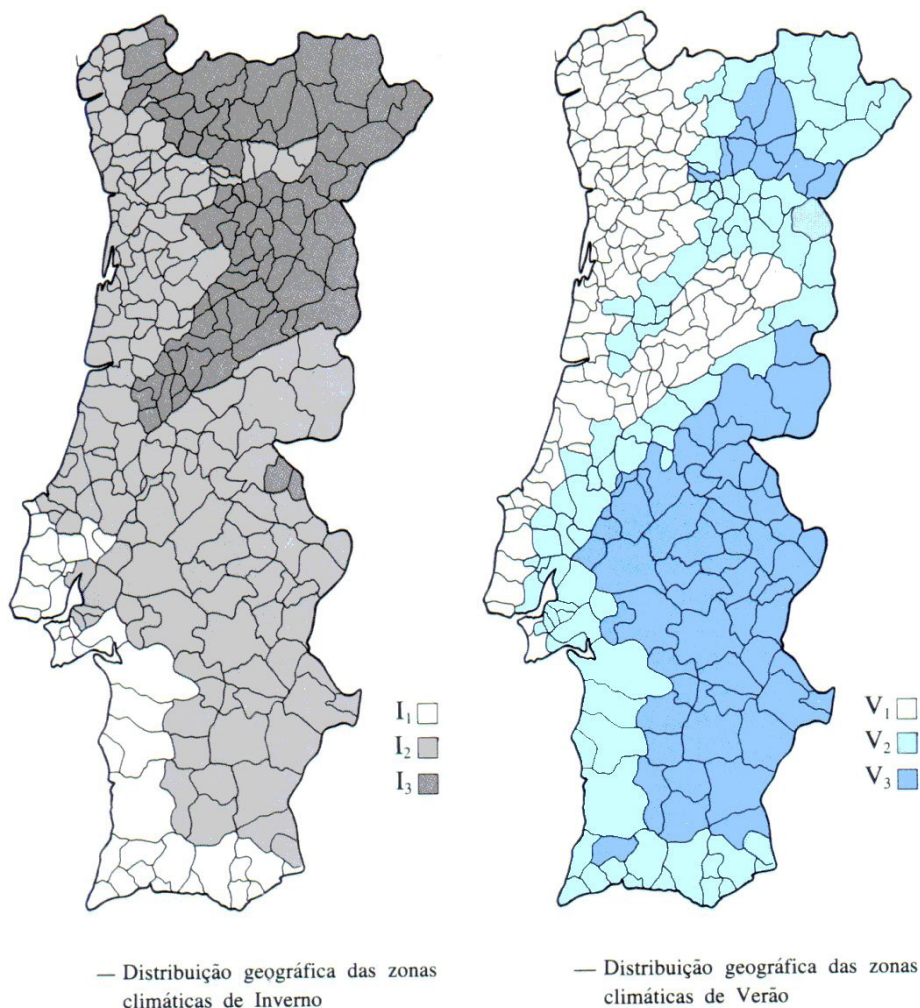 I₁
I₂
I₃
V₁
V₂
V₃
— Distribuição geográfica das zonas
climáticas de Inverno
— Distribuição geográfica das zonas
climáticas de Verão